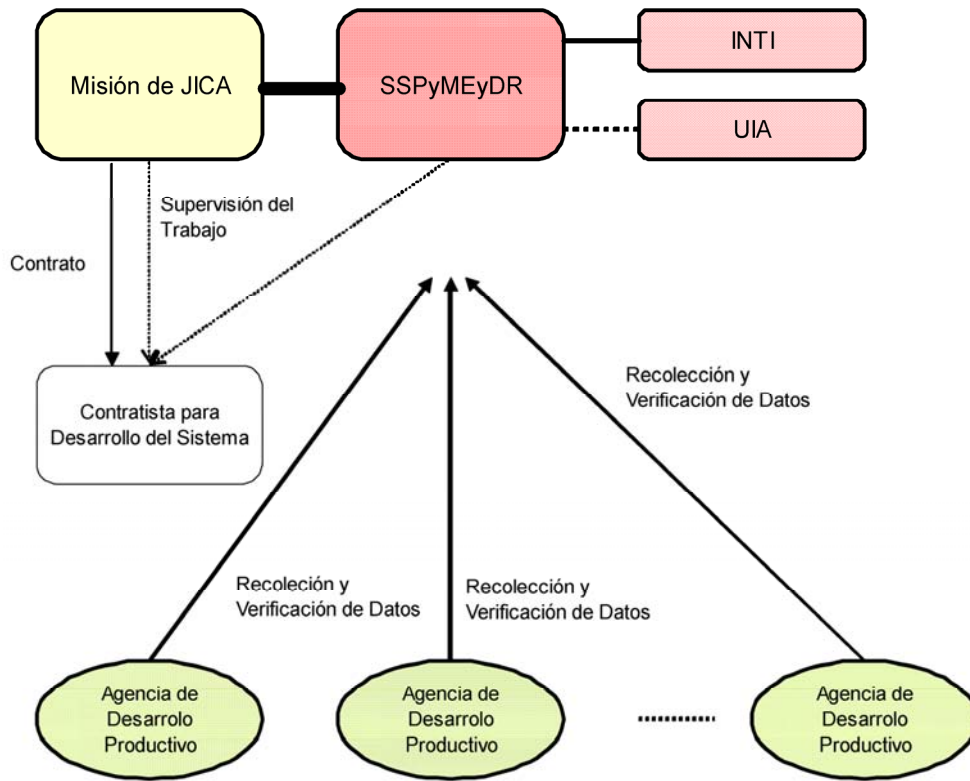 Misión de JICA
SSPyMEyDR
INTI
UIA
Supervisión del
Trabajo
Contrato
Contratista para
Desarrollo del Sistema
Recolección y
Verificación de Datos
Recoleción y
Verificación de Datos
Recolección y
Verificación de Datos
Agencia de
Desarrolo
Productivo
Agencia de
Desarrolo
Productivo
Agencia de
Desarrolo
Productivo